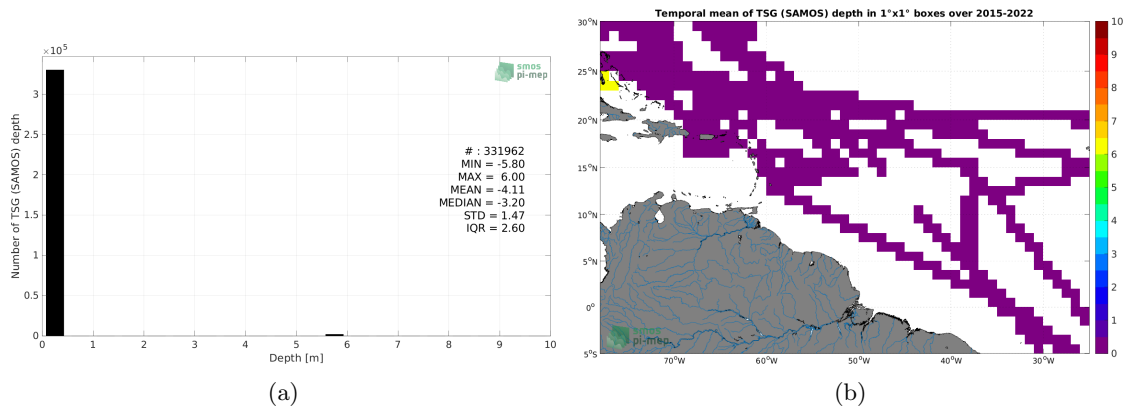 ×10⁵
3
2.5
2
1.5
1
0.5
0
Number of TSG (SAMOS) depth
smos
pi-mep
# : 331962
MIN = -5.80
MAX = 6.00
MEAN = -4.11
MEDIAN = -3.20
STD = 1.47
IQR = 2.60
0 1 2 3 4 5 6 7 8 9 10
Depth [m]
(a)
Temporal mean of TSG (SAMOS) depth in 1°x1° boxes over 2015-2022
30°N
25°N
20°N
15°N
10°N
5°N
0°
5°S
70°W 60°W 50°W 40°W 30°W
smos
pi-mep
10
9
8
7
6
5
4
3
2
1
0
(b)